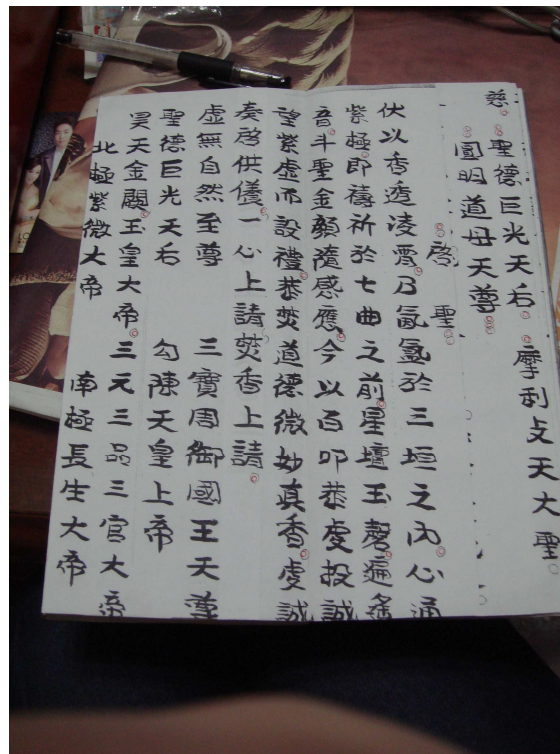 慈
聖德巨光天后 摩利攴天大聖
圓明道母天尊
啓 聖
伏以香透凌霄乃氤氳於三垣之內心通
紫極即禱祈於七曲之前星壇玉磬遍遙
音斗聖金顏隨感應今以百叩恭虔投誠
望紫虛而設禮恭焚道德微妙真香虔誠
奏啓供儀一心上請焚香上請
虛無自然至尊 三寶周御國王天尊
聖德巨光天后 勾陳天皇上帝
昊天金闕玉皇大帝 三元三品三官大帝
北極紫微大帝 南極長生大帝